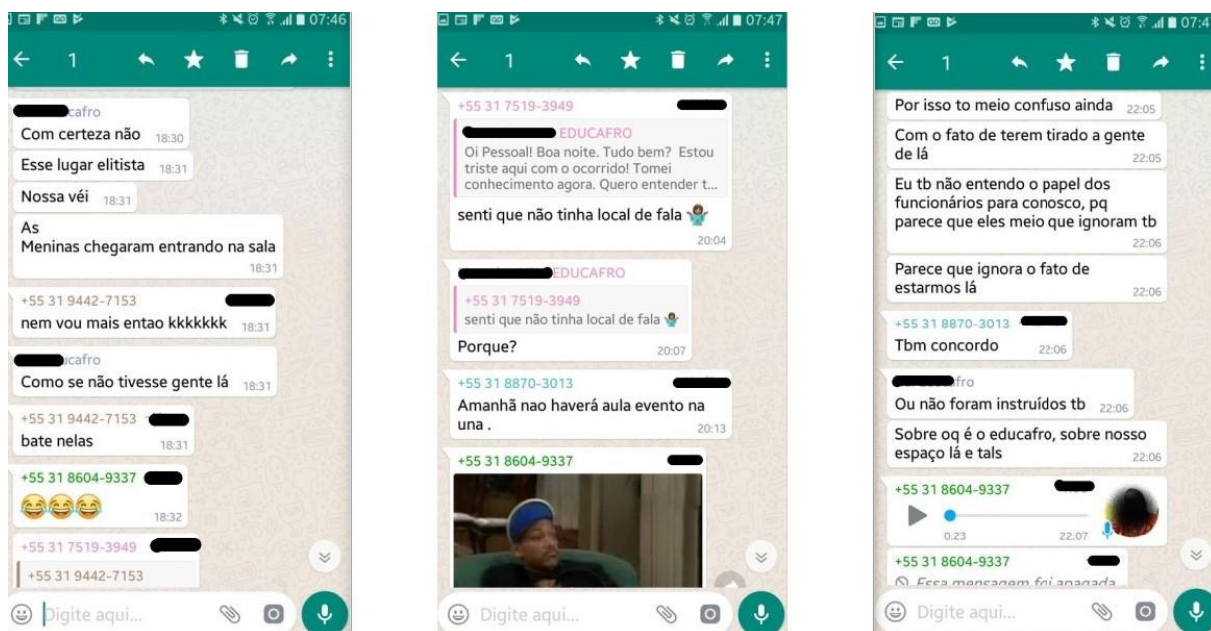 07:46
1
cafro
Com certeza não 18:30
Esse lugar elitista 18:31
Nossa véi 18:31
As
Meninas chegaram entrando na sala
18:31
+55 31 9442-7153
nem vou mais entao kkkkkkk 18:31
cafro
Como se não tivesse gente lá 18:31
+55 31 9442-7153
bate nelas
18:31
+55 31 8604-9337
18:32
+55 31 7519-3949
+55 31 9442-7153
Digite aqui...
07:47
1
+55 31 7519-3949
EDUCAFRO
Oi Pessoal! Boa noite. Tudo bem? Estou
triste aqui com o ocorrido! Tomei
conhecimento agora. Quero entender t...
senti que não tinha local de fala
20:04
EDUCAFRO
+55 31 7519-3949
senti que não tinha local de fala
Porque? 20:07
+55 31 8870-3013
Amanhã nao haverá aula evento na
una . 20:13
+55 31 8604-9337
Digite aqui...
07:47
1
Por isso to meio confuso ainda 22:05
Com o fato de terem tirado a gente
de lá 22:05
Eu tb não entendo o papel dos
funcionários para conosco, pq
parece que eles meio que ignoram tb
22:06
Parece que ignora o fato de
estarmos lá 22:06
+55 31 8870-3013
Tbm concordo 22:06
fro
Ou não foram instruídos tb 22:06
Sobre oq é o educafro, sobre nosso
espaço lá e tals 22:06
+55 31 8604-9337
0:23 22:07
+55 31 8604-9337
Essa mensagem foi apagada
Digite aqui...